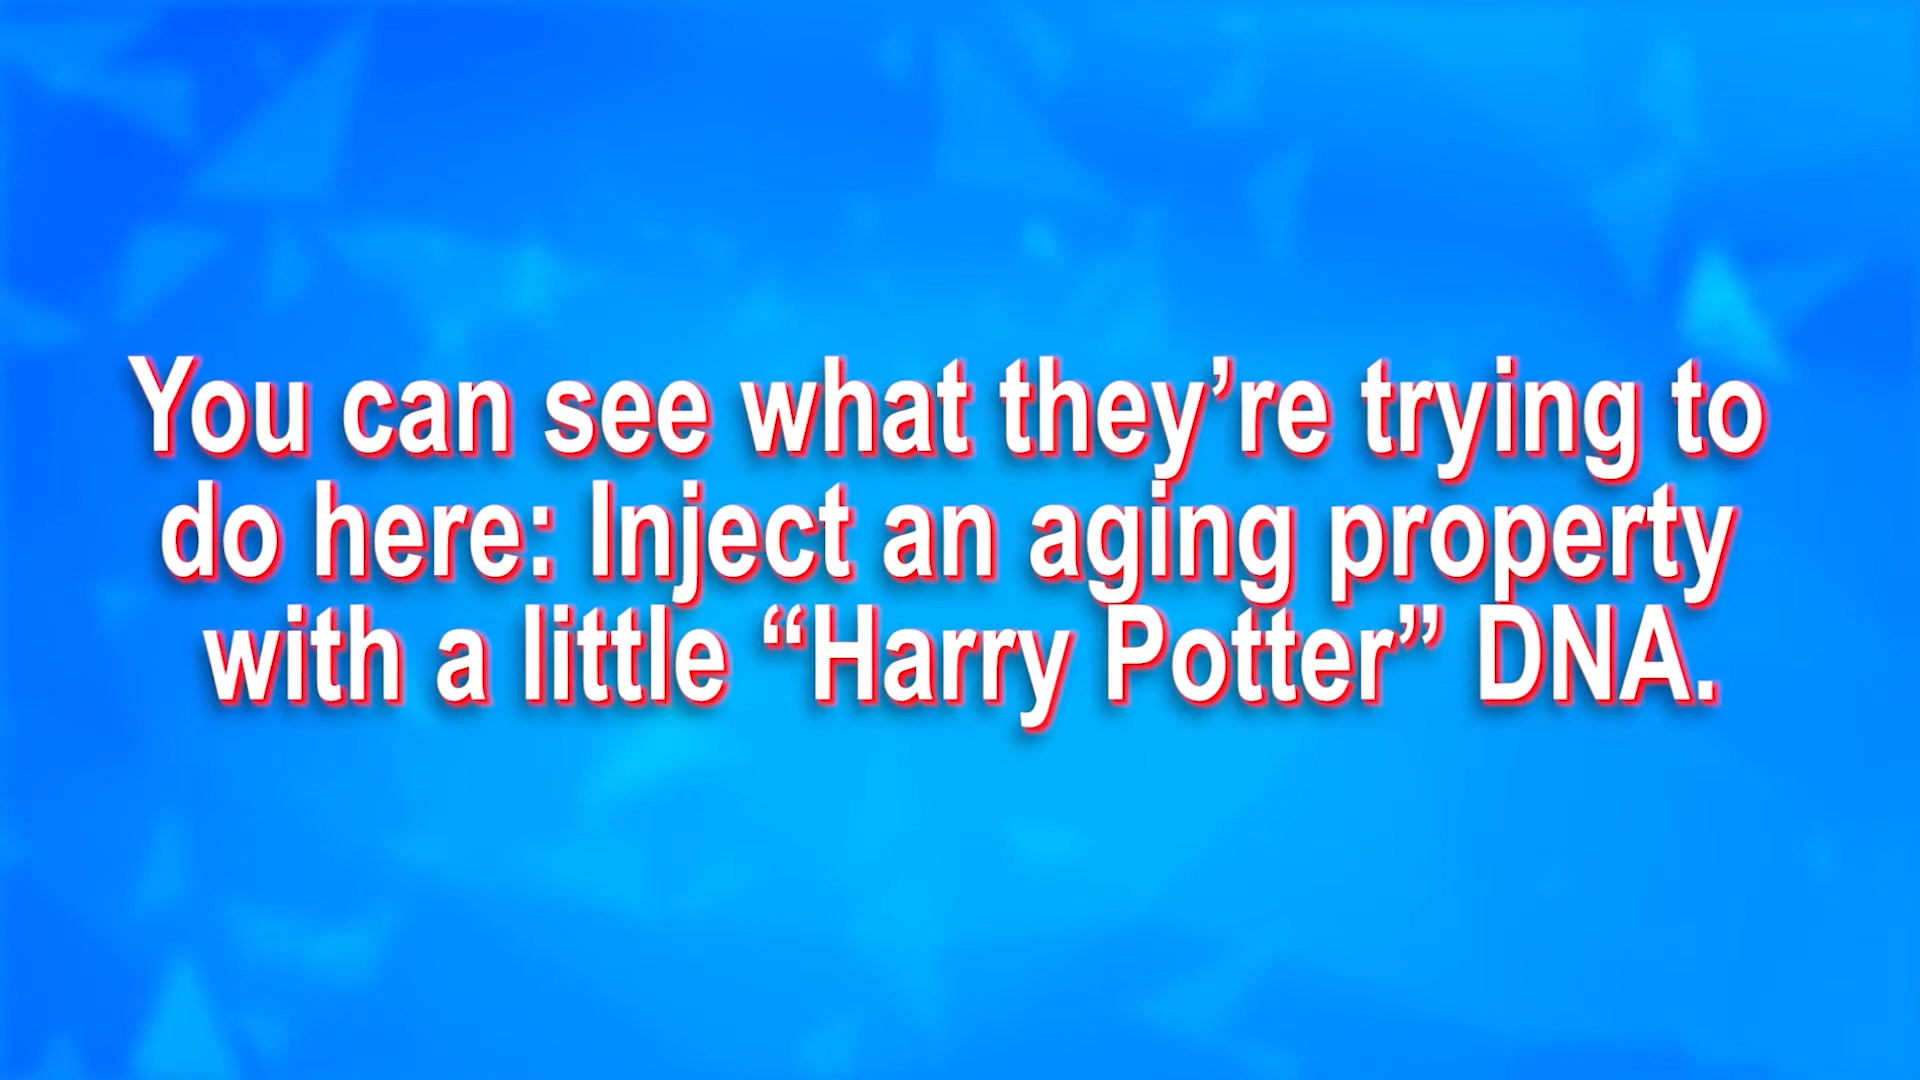 You can see what they’re trying to
do here: Inject an aging property
with a little “Harry Potter” DNA.